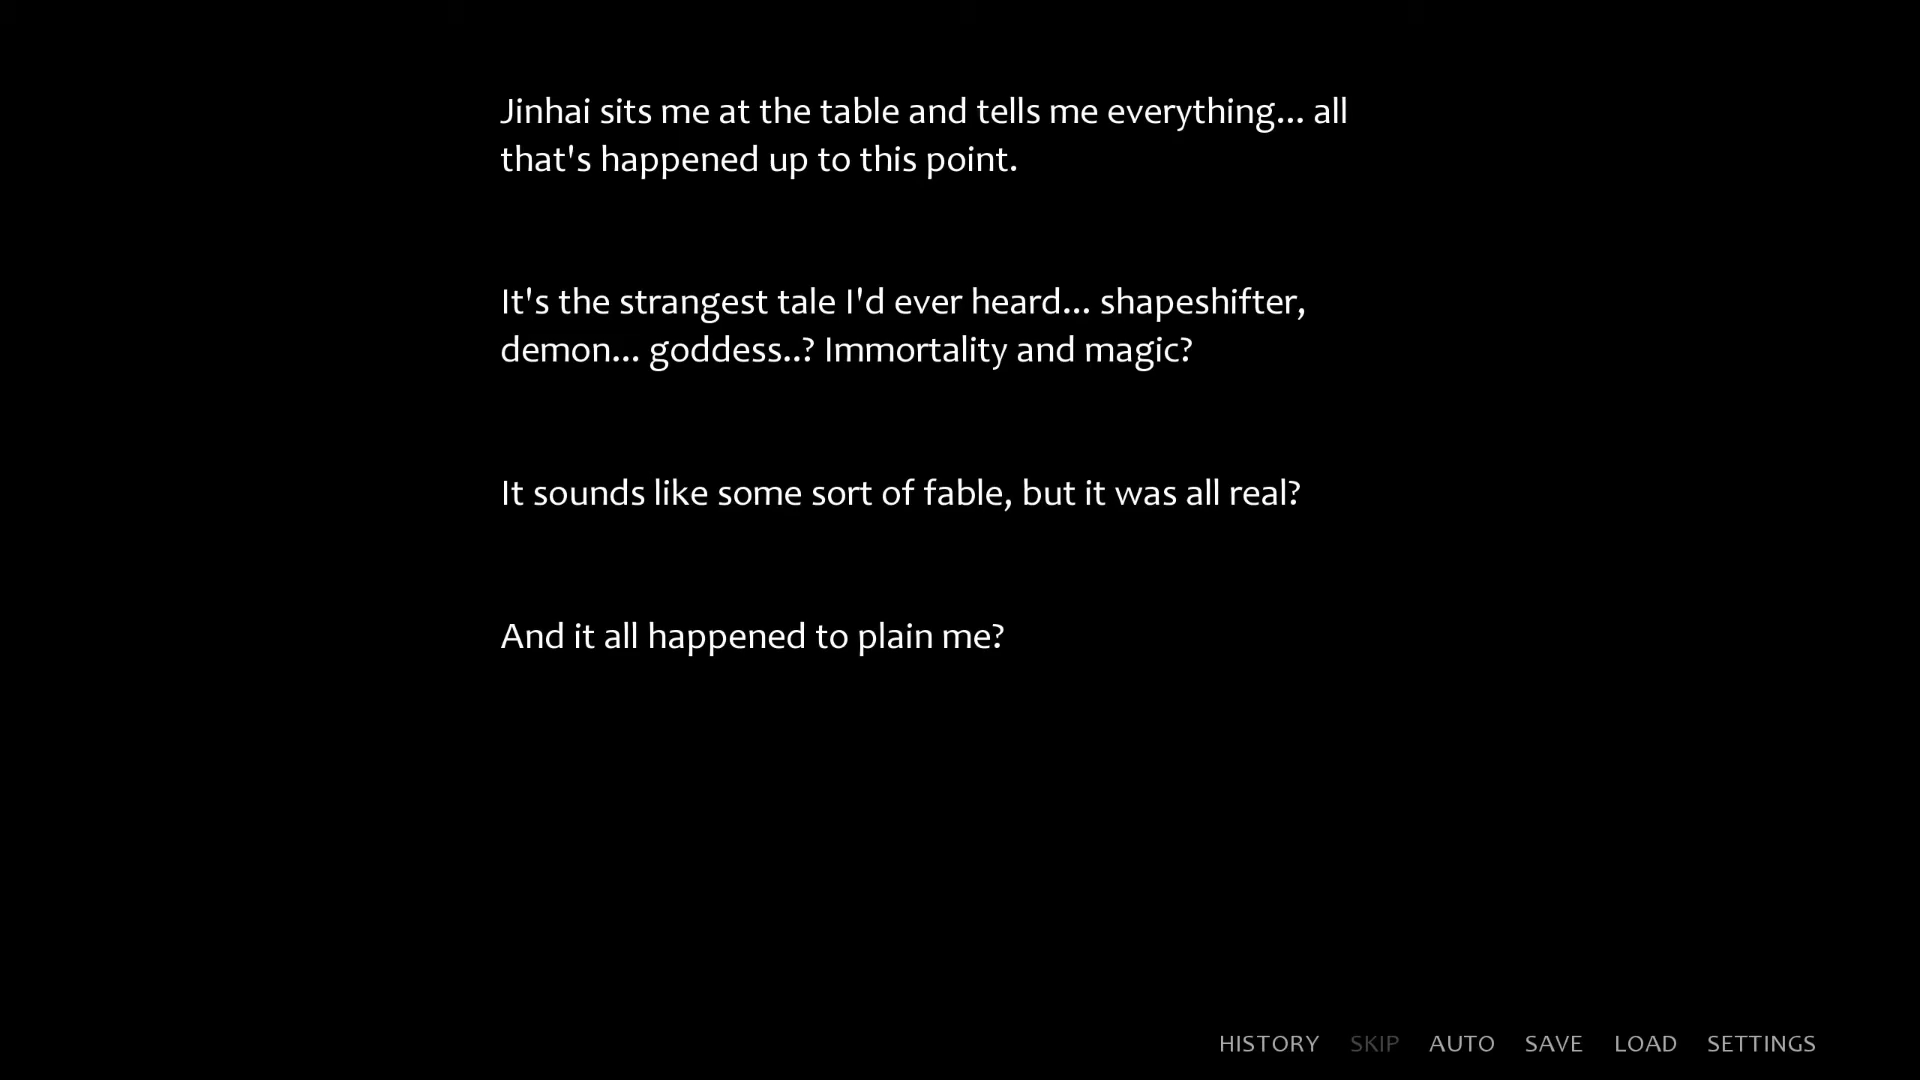 Jinhai sits me at the table and tells me everything... all
that's happened up to this point.
It's the strangest tale I'd ever heard... shapeshifter,
demon... goddess..? Immortality and magic?
It sounds like some sort of fable, but it was all real?
And it all happened to plain me?
HISTORY SKIP AUTO SAVE LOAD SETTINGS